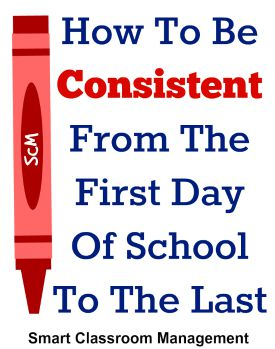 How To Be
Consistent
From The
First Day
Of School
To The Last
SCM
Smart Classroom Management